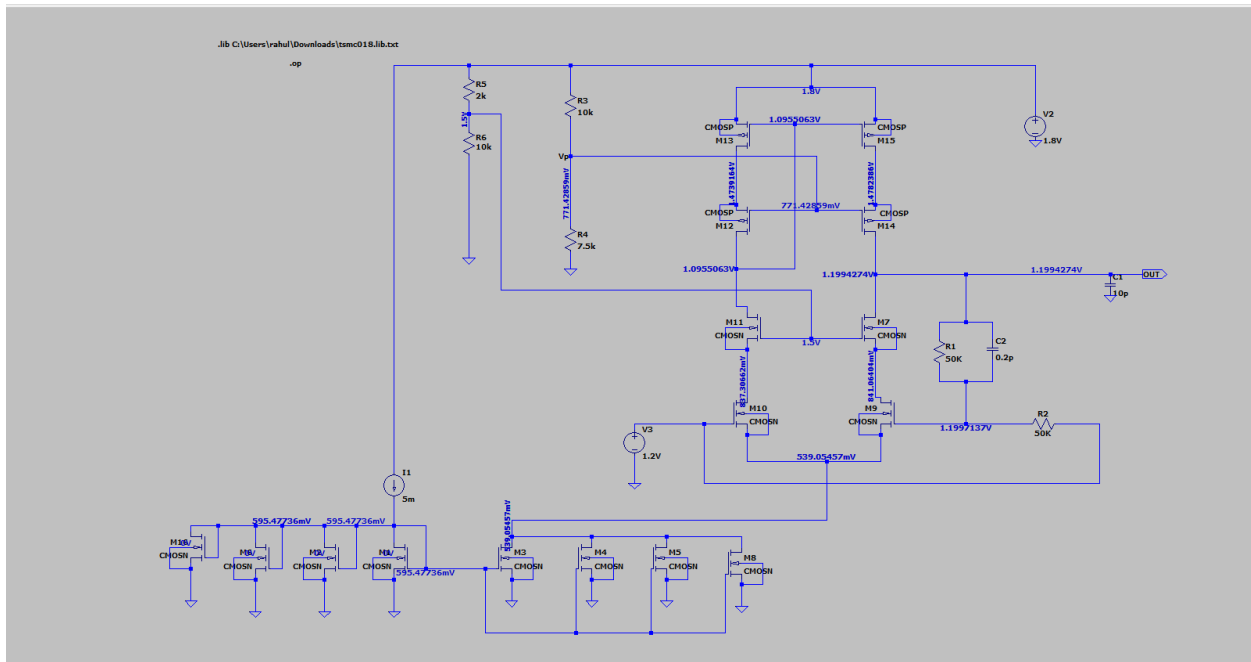 .lib C:\Users\rahul\Downloads\tsmc018.lib.txt
.op
R5
2k
1.5V
R6
10k
R3
10k
Vp
771.42859mV
R4
7.5k
1.8V
CMOSP
M13
1.0955063V
CMOSP
M15
V2
1.8V
1.4782386V
CMOSP
M12
771.42859mV
CMOSP
M14
1.0955063V
1.1994274V
1.1994274V
OUT
C1
10p
M11
CMOSN
1.5V
M7
CMOSN
R1
50K
C2
0.2p
841.06404mV
M10
CMOSN
M9
CMOSN
1.1997137V
R2
50K
V3
1.2V
539.05457mV
I1
5m
595.47736mV
595.47736mV
CMOSN
CMOSN
CMOSN
CMOSN
595.47736mV
539.05457mV
M3
CMOSN
M4
CMOSN
M5
CMOSN
M8
CMOSN